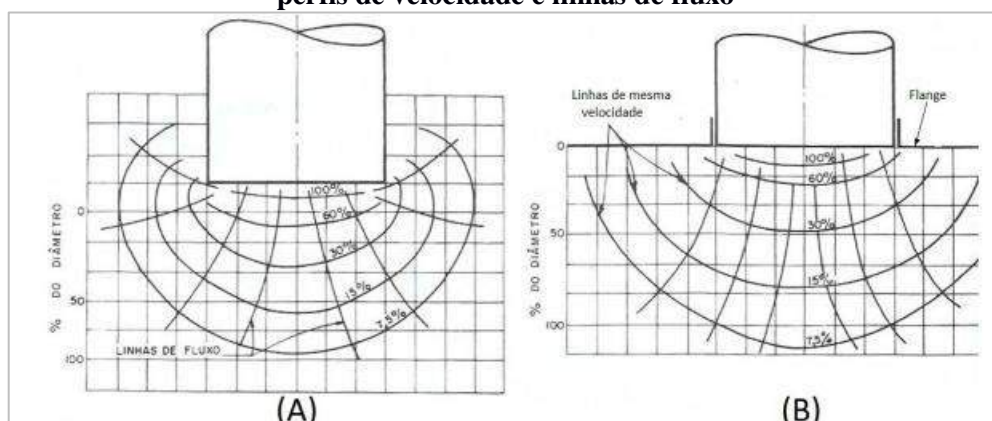 perfis de velocidade e linhas de fluxo
% DO DIÂMETRO
0
50
100
100%
60%
30%
15%
7,5%
LINHAS DE FLUXO
(A)
Linhas de mesma
velocidade
Flange
% DO DIÂMETRO
0
50
100
100%
60%
30%
15%
7,5%
(B)